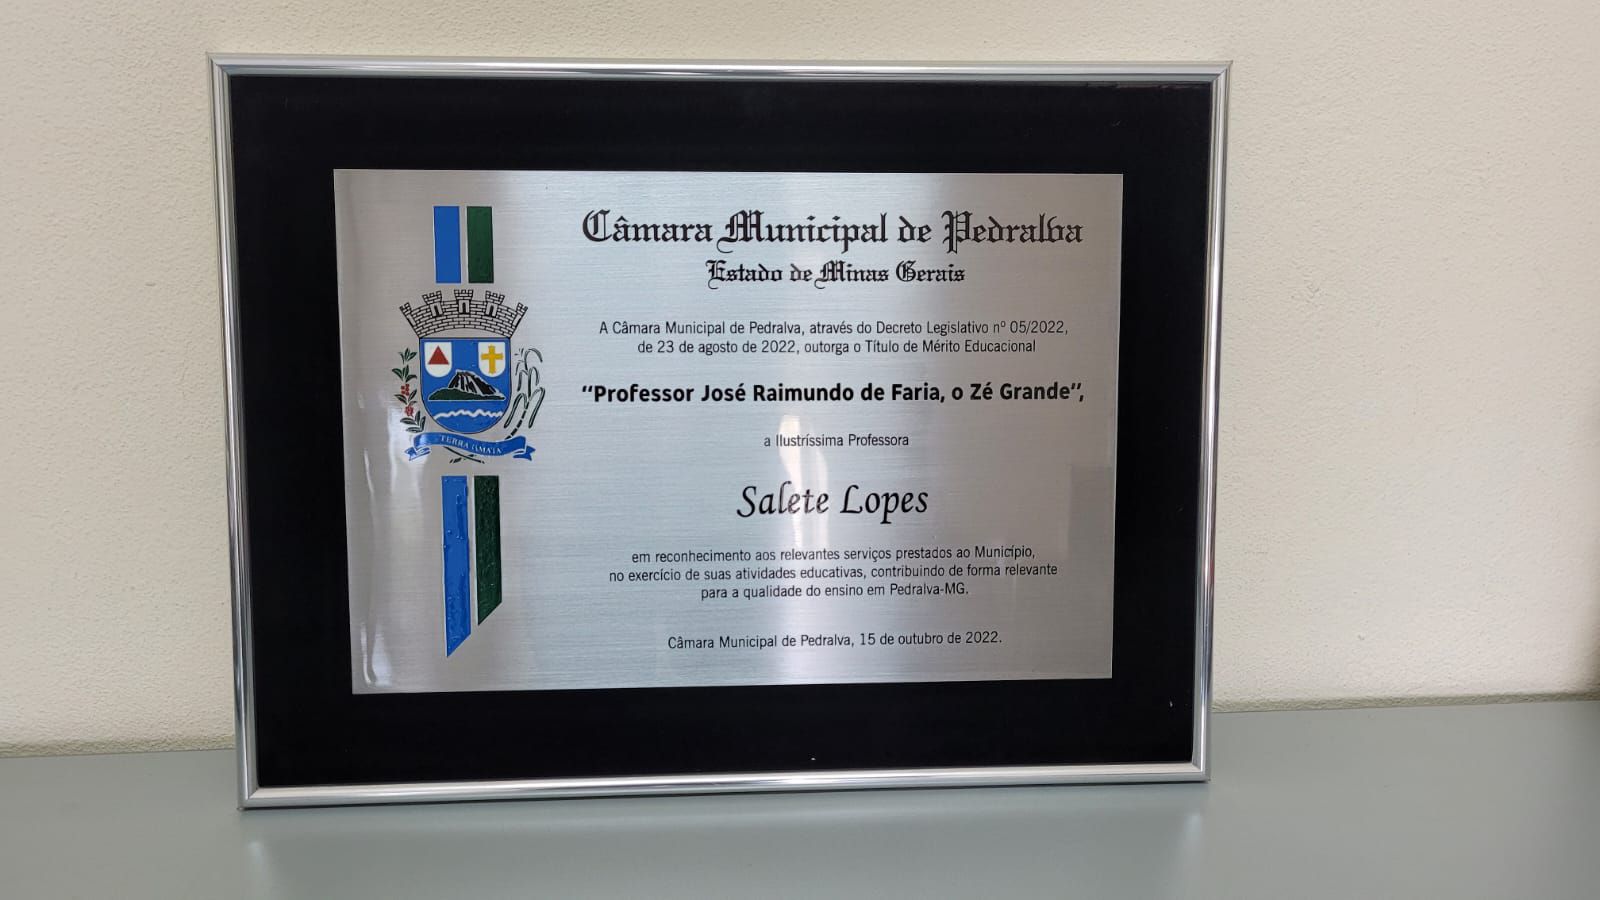 Câmara Municipal de Pedralva
Estado de Minas Gerais
A Câmara Municipal de Pedralva, através do Decreto Legislativo nº 05/2022,
de 23 de agosto de 2022, outorga o Título de Mérito Educacional
“Professor José Raimundo de Faria, o Zé Grande”,
a Ilustríssima Professora
Salete Lopes
em reconhecimento aos relevantes serviços prestados ao Município,
no exercício de suas atividades educativas, contribuindo de forma relevante
para a qualidade do ensino em Pedralva-MG.
Câmara Municipal de Pedralva, 15 de outubro de 2022.
TERRA AMATA